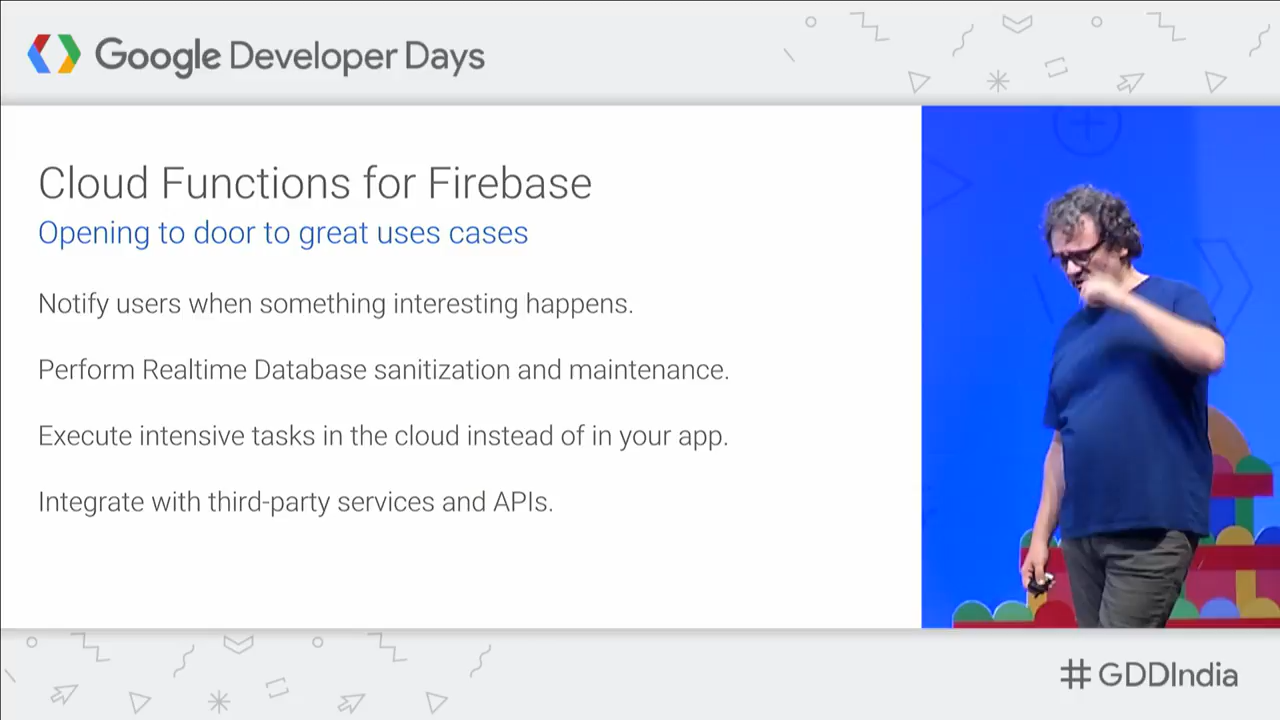 Google Developer Days
Cloud Functions for Firebase
Opening to door to great uses cases
Notify users when something interesting happens.
Perform Realtime Database sanitization and maintenance.
Execute intensive tasks in the cloud instead of in your app.
Integrate with third-party services and APIs.
#GDDIndia